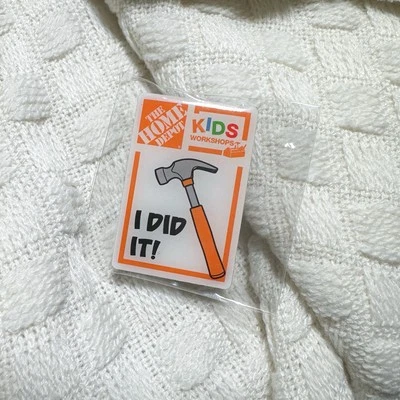 THE
HOME
DEPOT
KIDS
WORKSHOPS
I DID
IT!